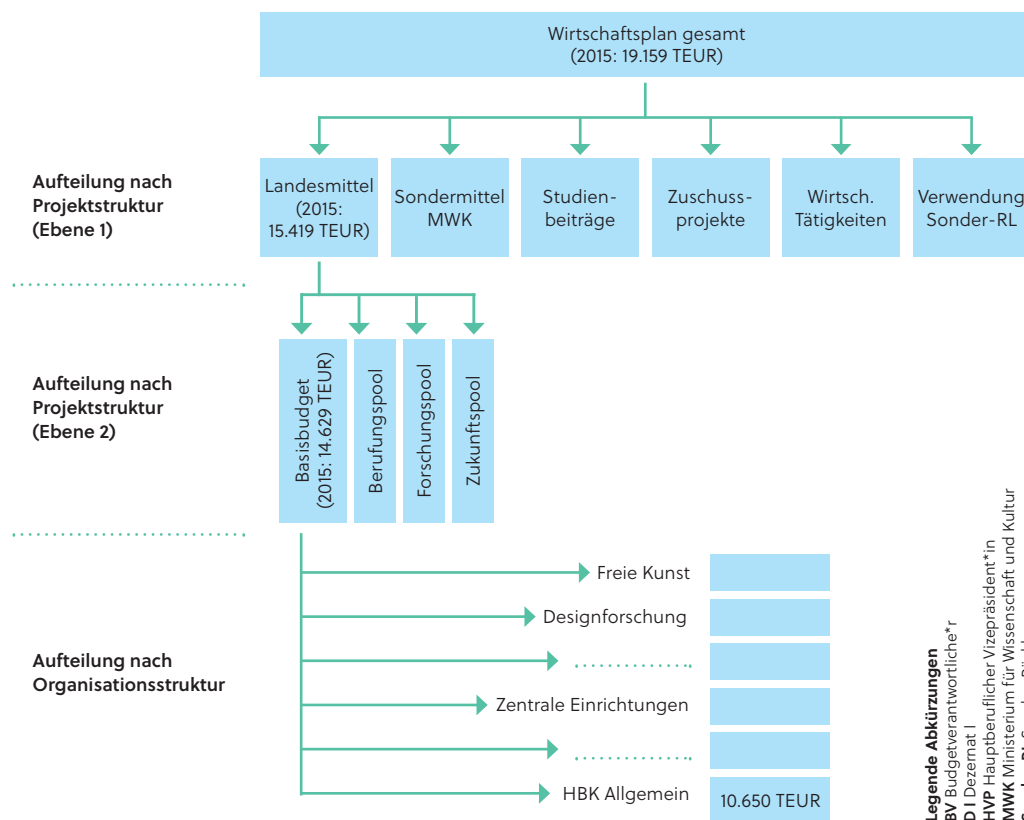 Wirtschaftsplan gesamt
(2015: 19.159 TEUR)
Aufteilung nach
Projektstruktur
(Ebene 1)
Landesmittel
(2015:
15.419 TEUR)
Sondermittel
MWK
Studien-
beiträge
Zuschuss-
projekte
Wirtsch.
Tätigkeiten
Verwendung
Sonder-RL
Aufteilung nach
Projektstruktur
(Ebene 2)
Basisbudget
(2015: 14.629 TEUR)
Berufungspool
Forschungspool
Zukunftspool
Aufteilung nach
Organisationsstruktur
Freie Kunst
Designforschung
Zentrale Einrichtungen
HBK Allgemein
10.650 TEUR
Legende Abkürzungen
BV Budgetverantwortliche*r
D I Dezernat I
HVP Hauptberuflicher Vizepräsident*in
MWK Ministerium für Wissenschaft und Kultur